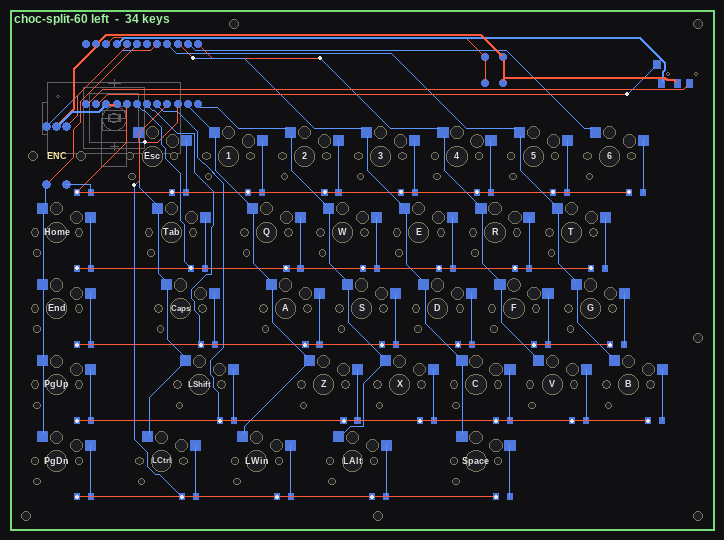 choc-split-60 left - 34 keys
ENC Esc 1 2 3 4 5 6
Home Tab Q W E R T
End Caps A S D F G
PgUp LShift Z X C V B
PgDn LCtrl LWin LAlt Space